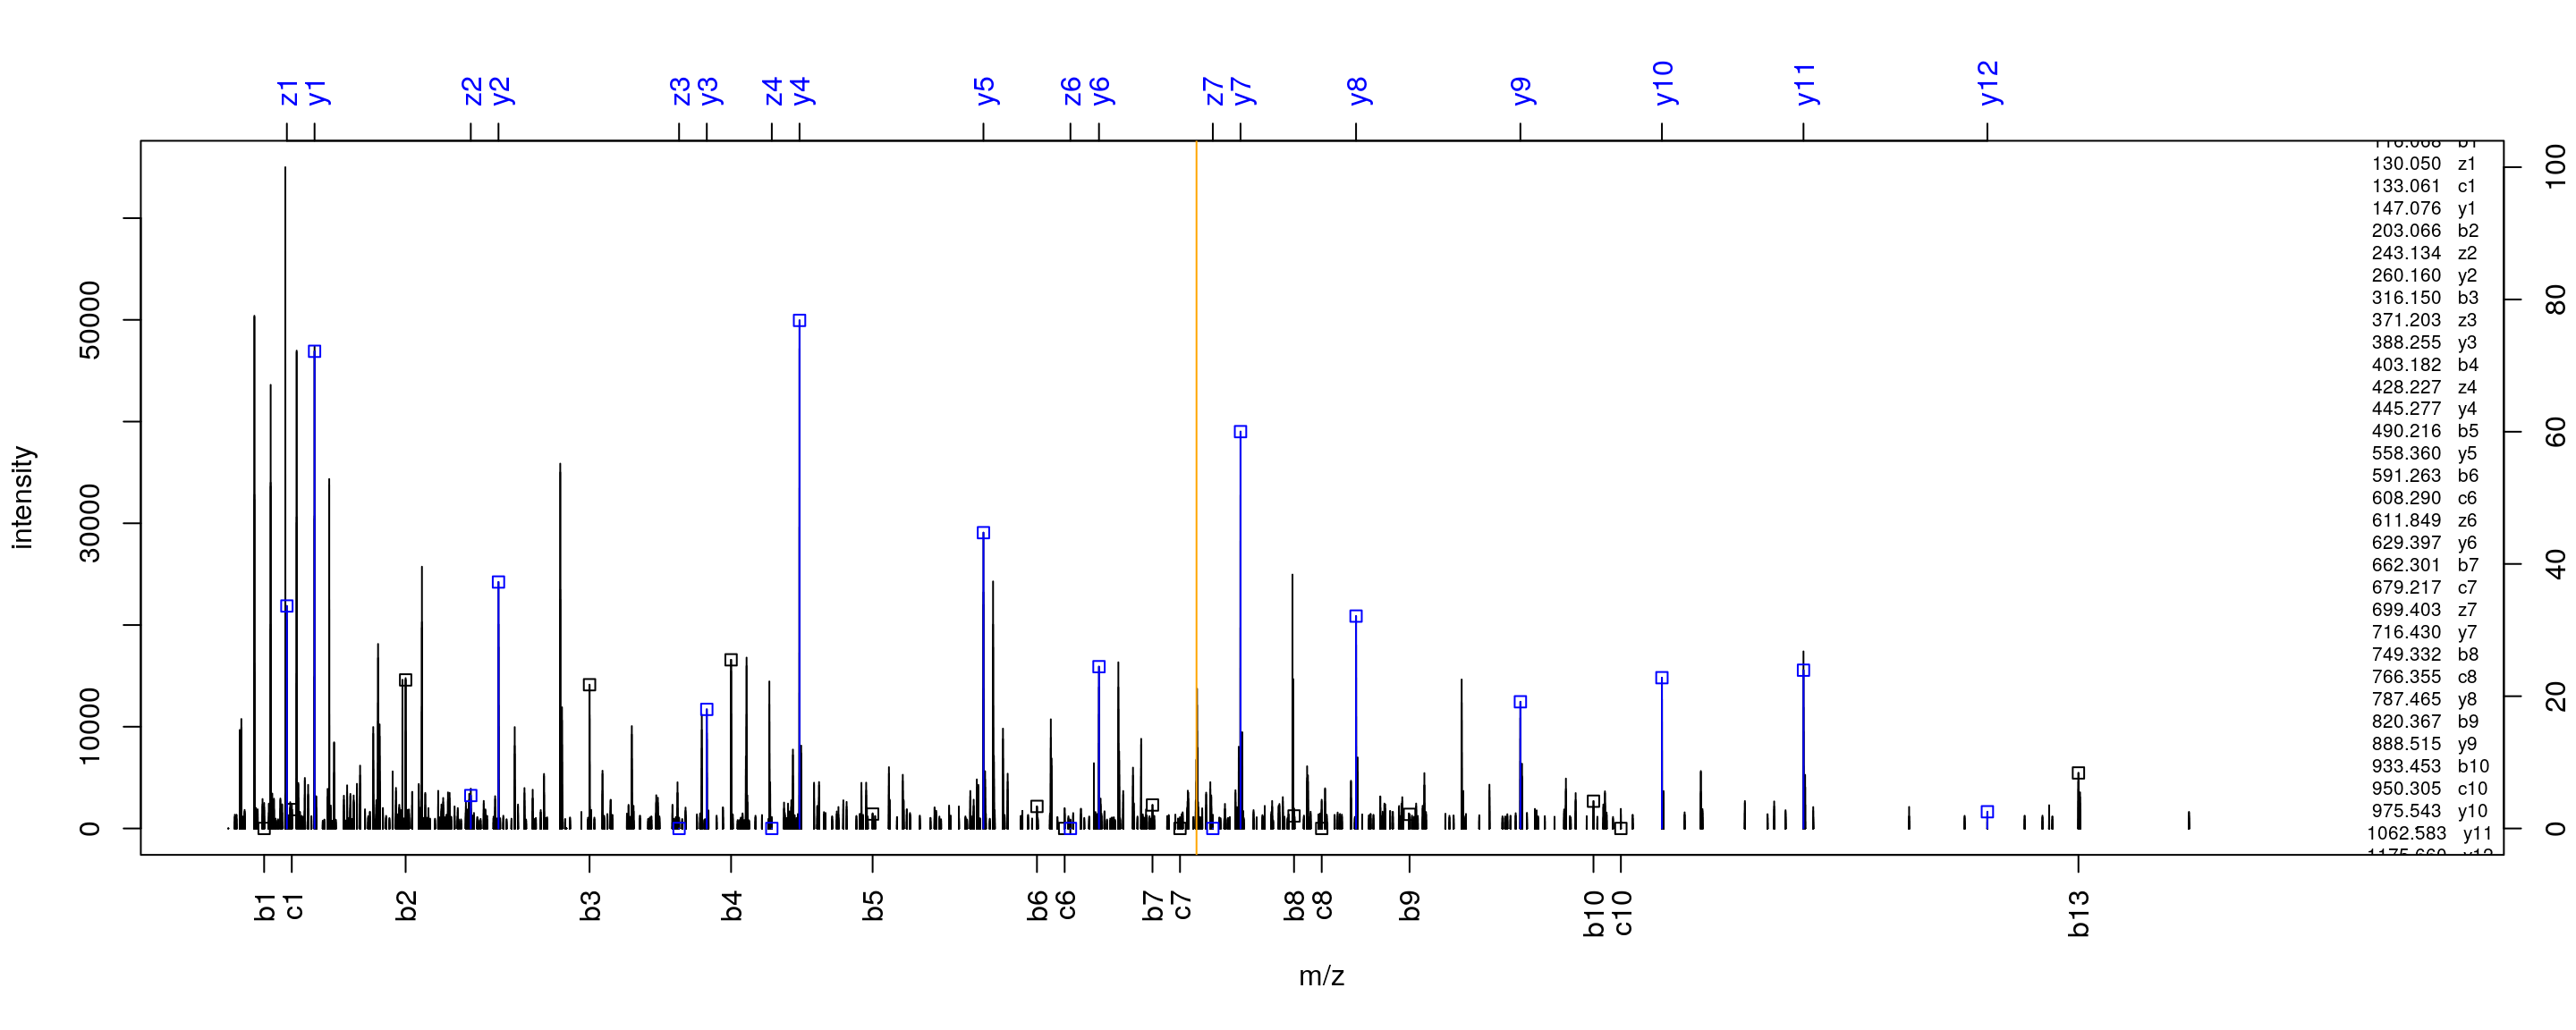 z1 y1 z2 y2 z3 y3 z4 y4 y5 z6 y6 z7 y7 y8 y9 y10 y11 y12
130.050 z1
133.061 c1
147.076 y1
203.066 b2
243.134 z2
260.160 y2
316.150 b3
371.203 z3
388.255 y3
403.182 b4
428.227 z4
445.277 y4
490.216 b5
558.360 y5
591.263 b6
608.290 c6
611.849 z6
629.397 y6
662.301 b7
679.217 c7
699.403 z7
716.430 y7
749.332 b8
766.355 c8
787.465 y8
820.367 b9
888.515 y9
933.453 b10
950.305 c10
975.543 y10
1062.583 y11
intensity
0 10000 30000 50000
0 20 40 60 80 100
b1 c1 b2 b3 b4 b5 b6 c6 b7 c7 b8 c8 b9 b10 c10 b13
m/z